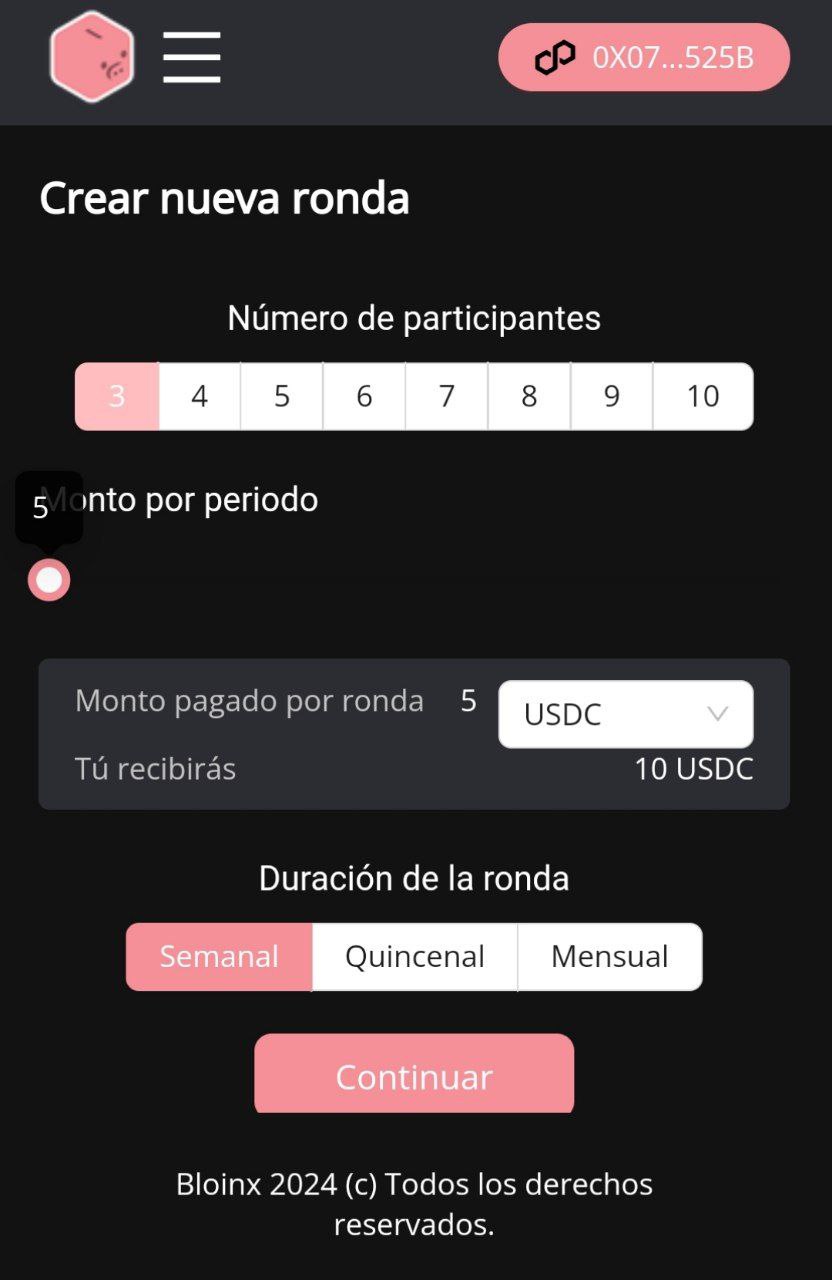 0X07...525B
Crear nueva ronda
Número de participantes
3 4 5 6 7 8 9 10
5
Monto por periodo
Monto pagado por ronda 5 USDC
Tú recibirás 10 USDC
Duración de la ronda
Semanal Quincenal Mensual
Continuar
Bloinx 2024 (c) Todos los derechos
reservados.